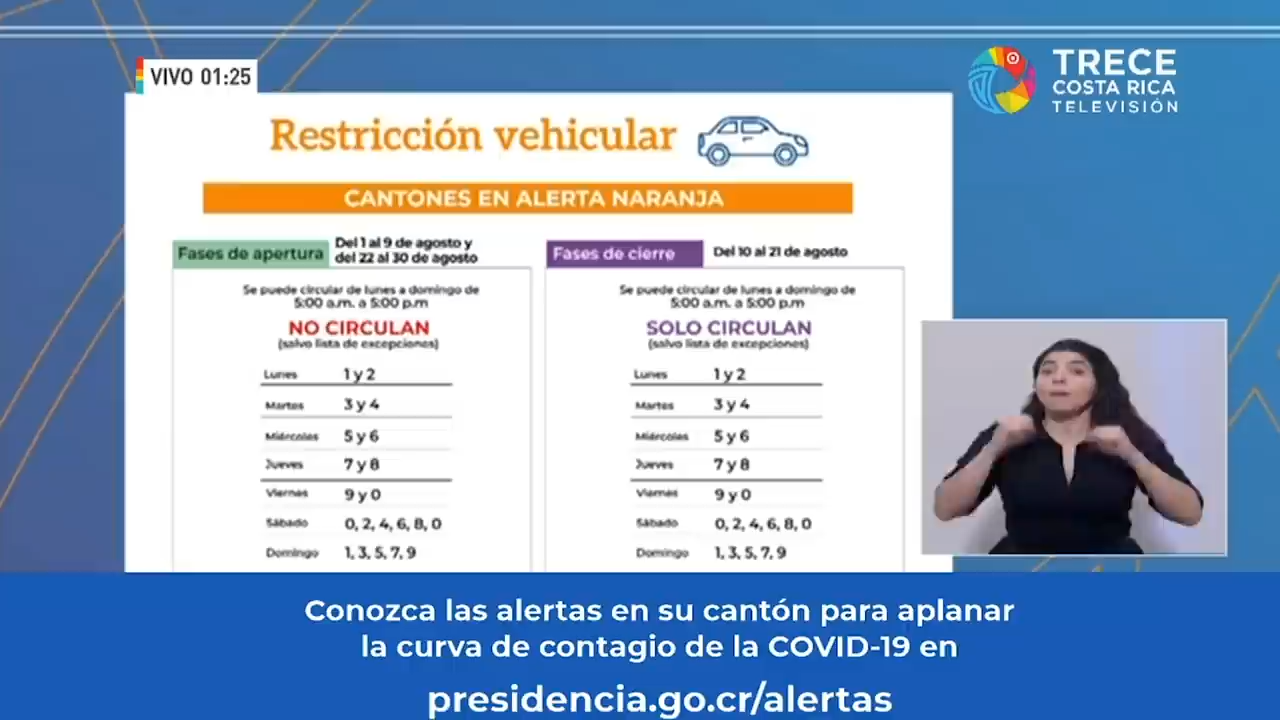 VIVO 01:25
TRECE
COSTA RICA
TELEVISIÓN
Restricción vehicular
CANTONES EN ALERTA NARANJA
Fases de apertura
Del 1 al 9 de agosto y
del 22 al 30 de agosto
Se puede circular de lunes a domingo de
5:00 a.m. a 5:00 p.m
NO CIRCULAN
(salvo lista de excepciones)
Lunes 1 y 2
Martes 3 y 4
Miércoles 5 y 6
Jueves 7 y 8
Viernes 9 y 0
Sábado 0, 2, 4, 6, 8, 0
Domingo 1, 3, 5, 7, 9
Fases de cierre
Del 10 al 21 de agosto
Se puede circular de lunes a domingo de
5:00 a.m. a 5:00 p.m
SOLO CIRCULAN
(salvo lista de excepciones)
Lunes 1 y 2
Martes 3 y 4
Miércoles 5 y 6
Jueves 7 y 8
Viernes 9 y 0
Sábado 0, 2, 4, 6, 8, 0
Domingo 1, 3, 5, 7, 9
Conozca las alertas en su cantón para aplanar
la curva de contagio de la COVID-19 en
presidencia.go.cr/alertas